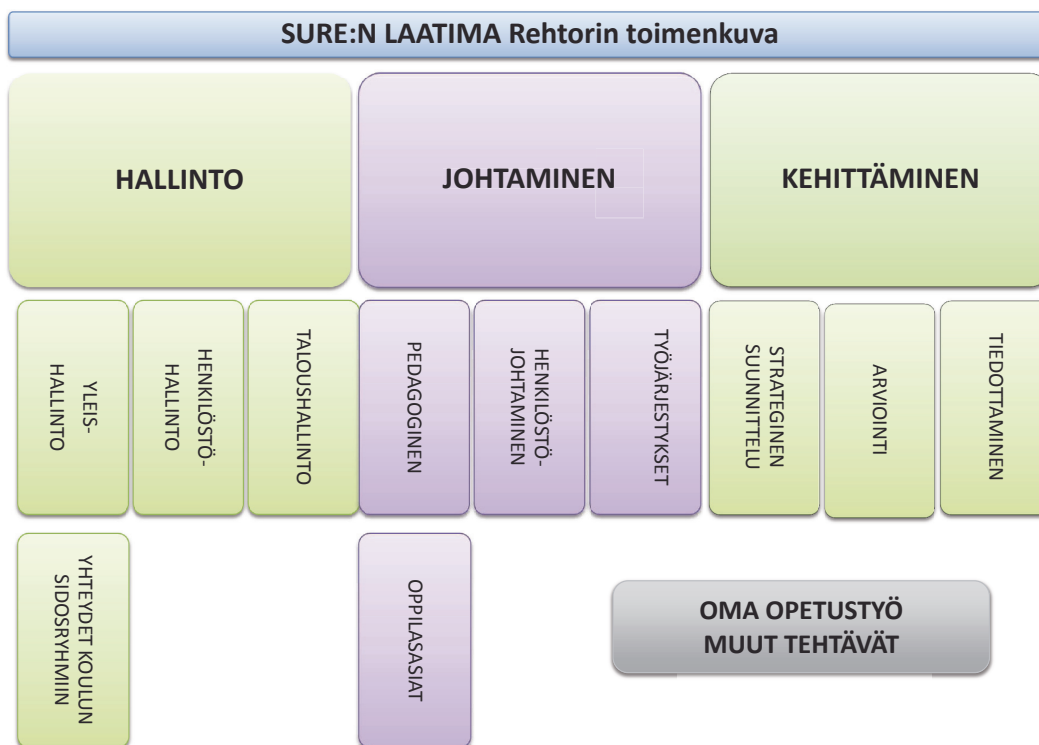 SURE:N LAATIMA Rehtorin toimenkuva
HALLINTO
JOHTAMINEN
KEHITTÄMINEN
YLEIS-
HALLINTO
HENKILÖSTÖ-
HALLINTO
TALOUSHALLINTO
PEDAGOGINEN
HENKILÖSTÖ-
JOHTAMINEN
TYÖJÄRJESTYKSET
STRATEGINEN
SUUNNITTELU
ARVIOINTI
TIEDOTTAMINEN
YHTEYDET KOULUN
SIDOSRYHMIIN
OPPILASASIAT
OMA OPETUSTYÖ
MUUT TEHTÄVÄT